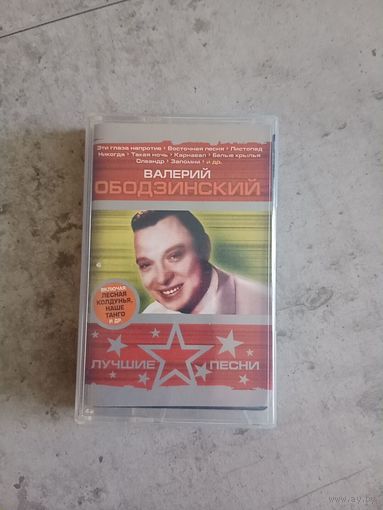 Эти глаза напротив • Восточная песня • Листопад
Никогда • Такая ночь • Карнавал • Белые крылья
Олеандр • Запомни • и др.
ВАЛЕРИЙ
ОБОДЗИНСКИЙ
ВКЛЮЧАЯ
ЛЕСНАЯ
КОЛДУНЬЯ,
НАШЕ
ТАНГО
И ДР.
ЛУЧШИЕ ПЕСНИ
www.ay.by